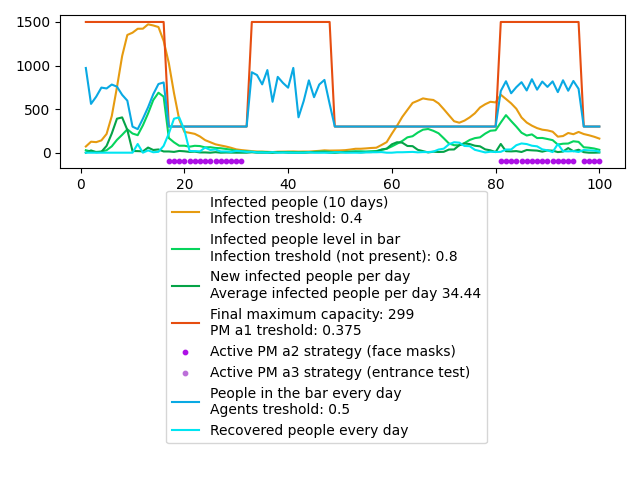 1500
1000
500
0
0
20
40
60
80
100
Infected people (10 days)
Infection treshold: 0.4
Infected people level in bar
Infection treshold (not present): 0.8
New infected people per day
Average infected people per day 34.44
Final maximum capacity: 299
PM a1 treshold: 0.375
Active PM a2 strategy (face masks)
Active PM a3 strategy (entrance test)
People in the bar every day
Agents treshold: 0.5
Recovered people every day